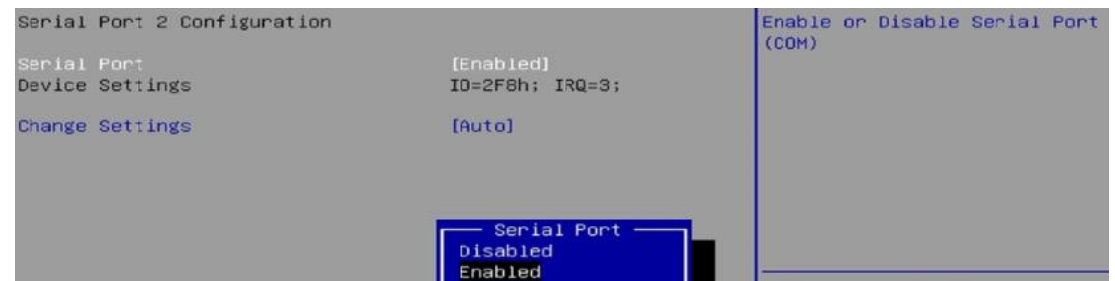 Serial Port 2 Configuration
Serial Port [Enabled]
Device Settings IO=2F8h; IRQ=3;
Change Settings [Auto]
Serial Port
Disabled
Enabled
Enable or Disable Serial Port
(COM)